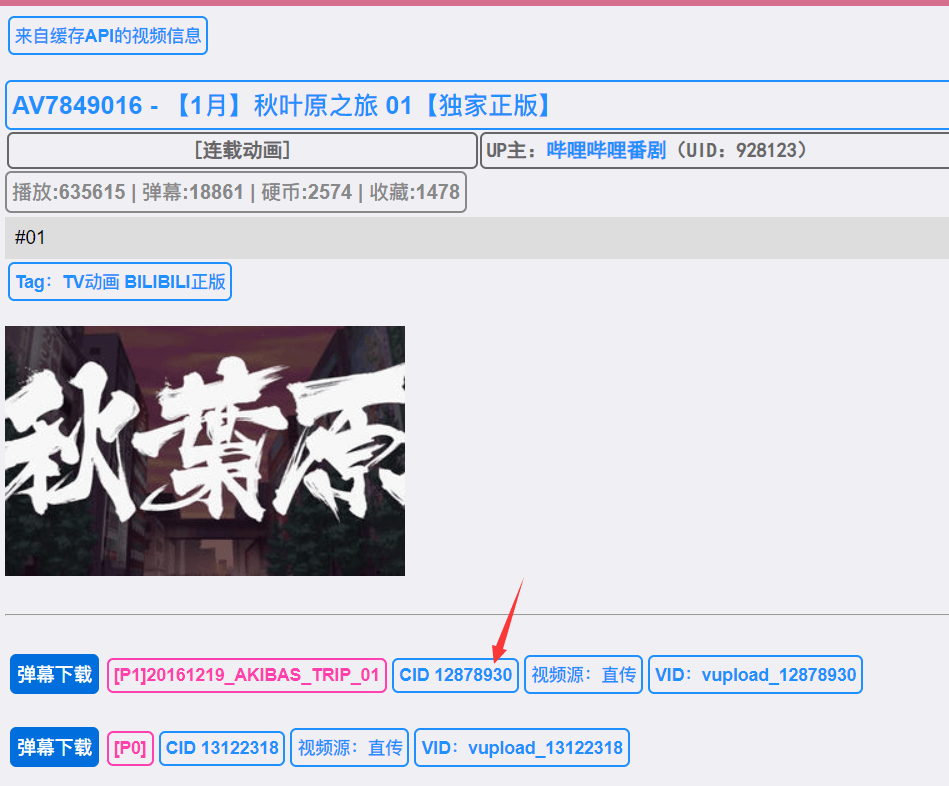 来自缓存API的视频信息
AV7849016 - 【1月】秋叶原之旅 01【独家正版】
[连载动画] UP主：哔哩哔哩番剧（UID：928123）
播放:635615 | 弹幕:18861 | 硬币:2574 | 收藏:1478
#01
Tag： TV动画 BILIBILI正版
秋葉原
弹幕下载 [P1]20161219_AKIBAS_TRIP_01 CID 12878930 视频源：直传 VID：vupload_12878930
弹幕下载 [P0] CID 13122318 视频源：直传 VID：vupload_13122318